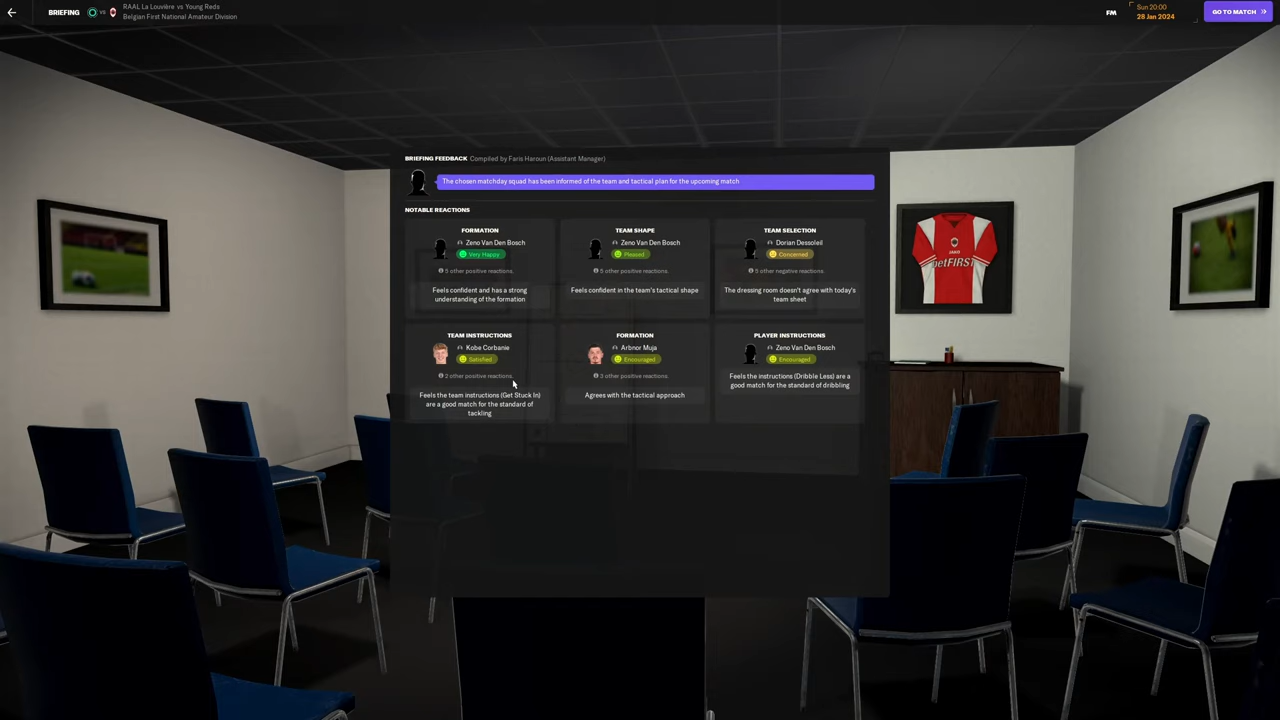 BRIEFING
VS
RAAL La Louvière vs Young Reds
Belgian First National Amateur Division
FM
Sun 20:00
28 Jan 2024
GO TO MATCH
BRIEFING FEEDBACK Compiled by Faris Haroun (Assistant Manager)
The chosen matchday squad has been informed of the team and tactical plan for the upcoming match
NOTABLE REACTIONS
FORMATION
Zeno Van Den Bosch
Very Happy
5 other positive reactions.
Feels confident and has a strong
understanding of the formation
TEAM SHAPE
Zeno Van Den Bosch
Pleased
5 other positive reactions.
Feels confident in the team's tactical shape
TEAM SELECTION
Dorian Dessoleil
Concerned
5 other negative reactions.
The dressing room doesn't agree with today's
team sheet
TEAM INSTRUCTIONS
Kobe Corbanie
Satisfied
2 other positive reactions.
Feels the team instructions (Get Stuck In)
are a good match for the standard of
tackling
FORMATION
Arbnor Muja
Encouraged
3 other positive reactions.
Agrees with the tactical approach
PLAYER INSTRUCTIONS
Zeno Van Den Bosch
Encouraged
Feels the instructions (Dribble Less) are a
good match for the standard of dribbling
JAKO
betFIRST